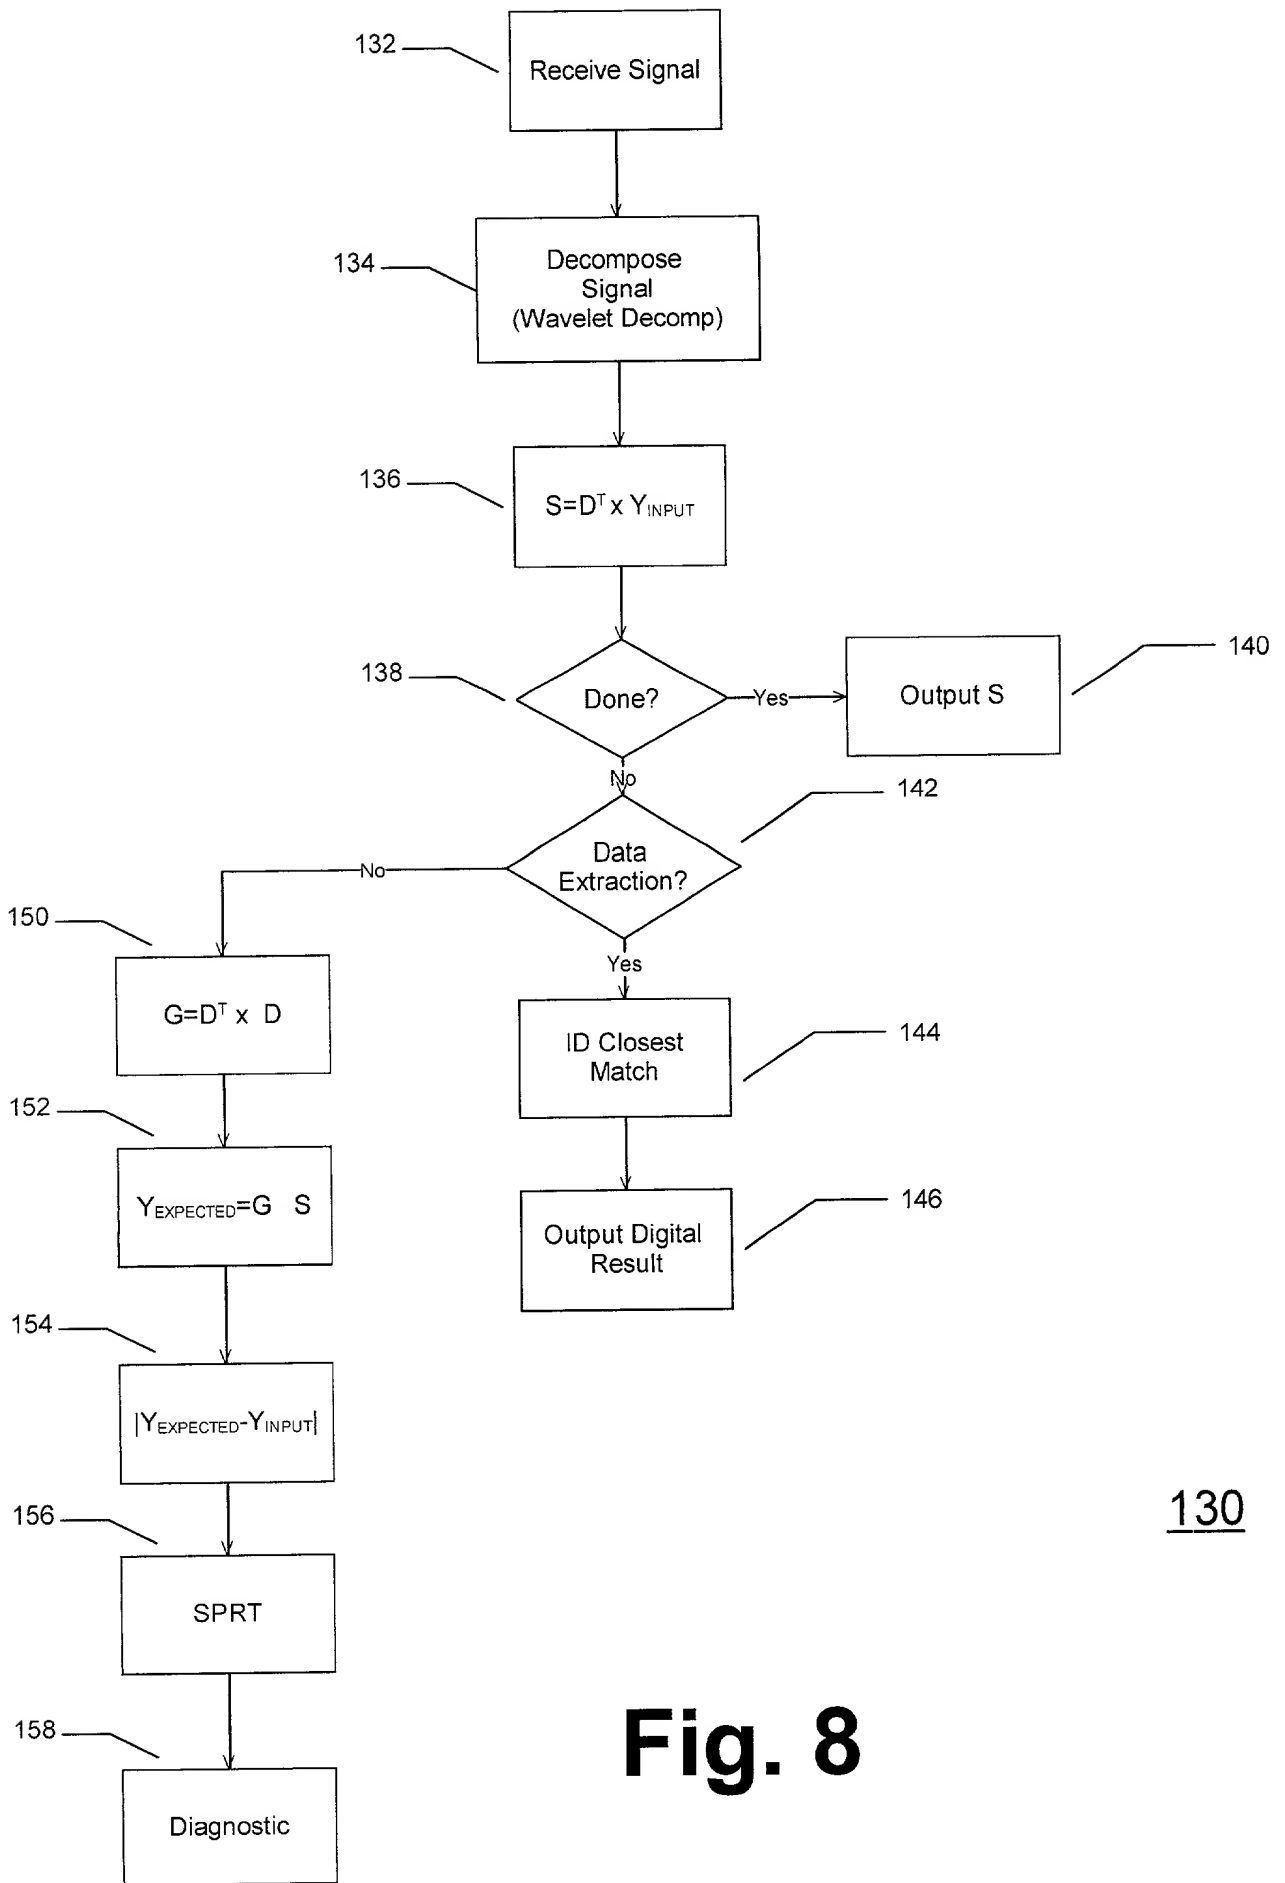 132
Receive Signal
134
Decompose
Signal
(Wavelet Decomp)
136
S=Dᵀ x Y_INPUT
138
Done?
Yes
Output S
140
No
142
Data
Extraction?
No
Yes
150
G=Dᵀ x D
ID Closest
Match
144
152
Y_EXPECTED=G S
Output Digital
Result
146
154
|Y_EXPECTED-Y_INPUT|
156
SPRT
130
158
Diagnostic
Fig. 8